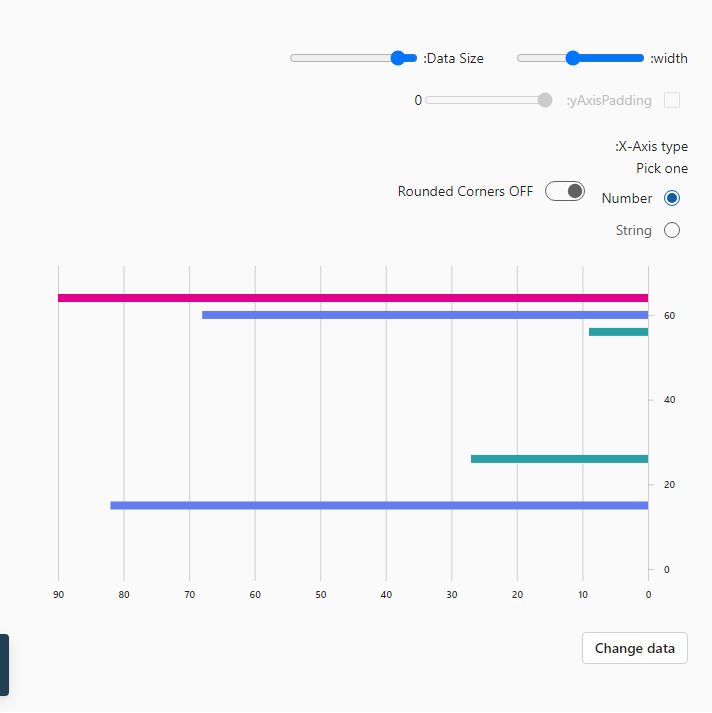 :width
:Data Size
:yAxisPadding
0
:X-Axis type
Pick one
Number
Rounded Corners OFF
String
60
40
20
0
90 80 70 60 50 40 30 20 10 0
Change data